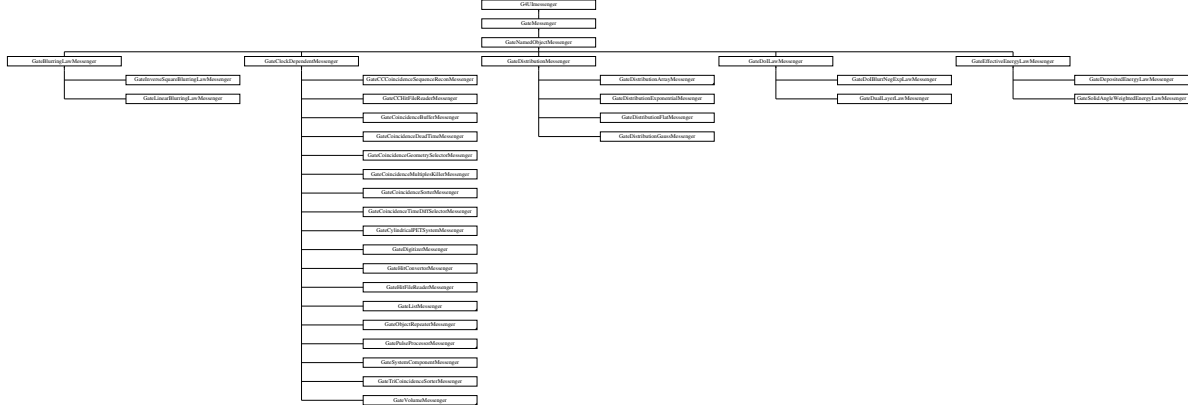 G4UImessenger
GateMessenger
GateNamedObjectMessenger
GateBlurringLawMessenger
GateClockDependentMessenger
GateDistributionMessenger
GateDoILawMessenger
GateEffectiveEnergyLawMessenger
GateInverseSquareBlurringLawMessenger
GateLinearBlurringLawMessenger
GateCCCoincidenceSequenceReconMessenger
GateCCHitFileReaderMessenger
GateCoincidenceBufferMessenger
GateCoincidenceDeadTimeMessenger
GateCoincidenceGeometrySelectorMessenger
GateCoincidenceMultiplesKillerMessenger
GateCoincidenceSorterMessenger
GateCoincidenceTimeDiffSelectorMessenger
GateCylindricalPETSystemMessenger
GateDigitizerMessenger
GateHitConvertorMessenger
GateHitFileReaderMessenger
GateListMessenger
GateObjectRepeaterMessenger
GatePulseProcessorMessenger
GateSystemComponentMessenger
GateTriCoincidenceSorterMessenger
GateVolumeMessenger
GateDistributionArrayMessenger
GateDistributionExponentialMessenger
GateDistributionFlatMessenger
GateDistributionGaussMessenger
GateDoIBlurrNegExpLawMessenger
GateDualLayerLawMessenger
GateDepositedEnergyLawMessenger
GateSolidAngleWeightedEnergyLawMessenger